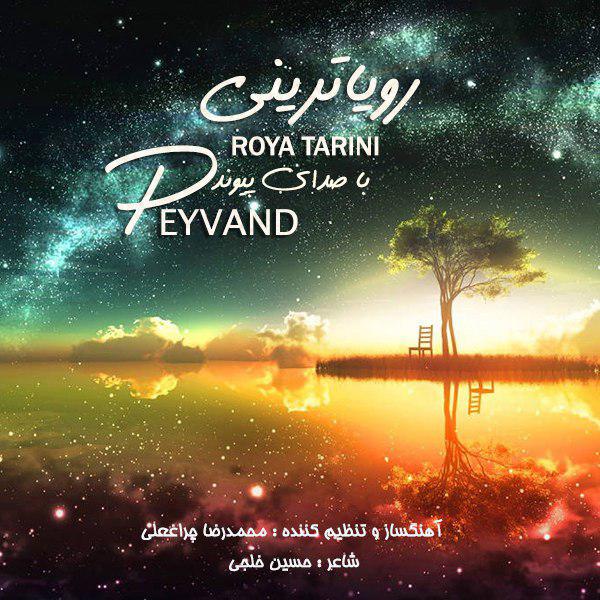 رویاترینی
ROYA TARINI
با صدای پیوند
PEYVAND
آهنگساز و تنظیم کننده : محمدرضا چراغعلی
شاعر : حسین خلجی